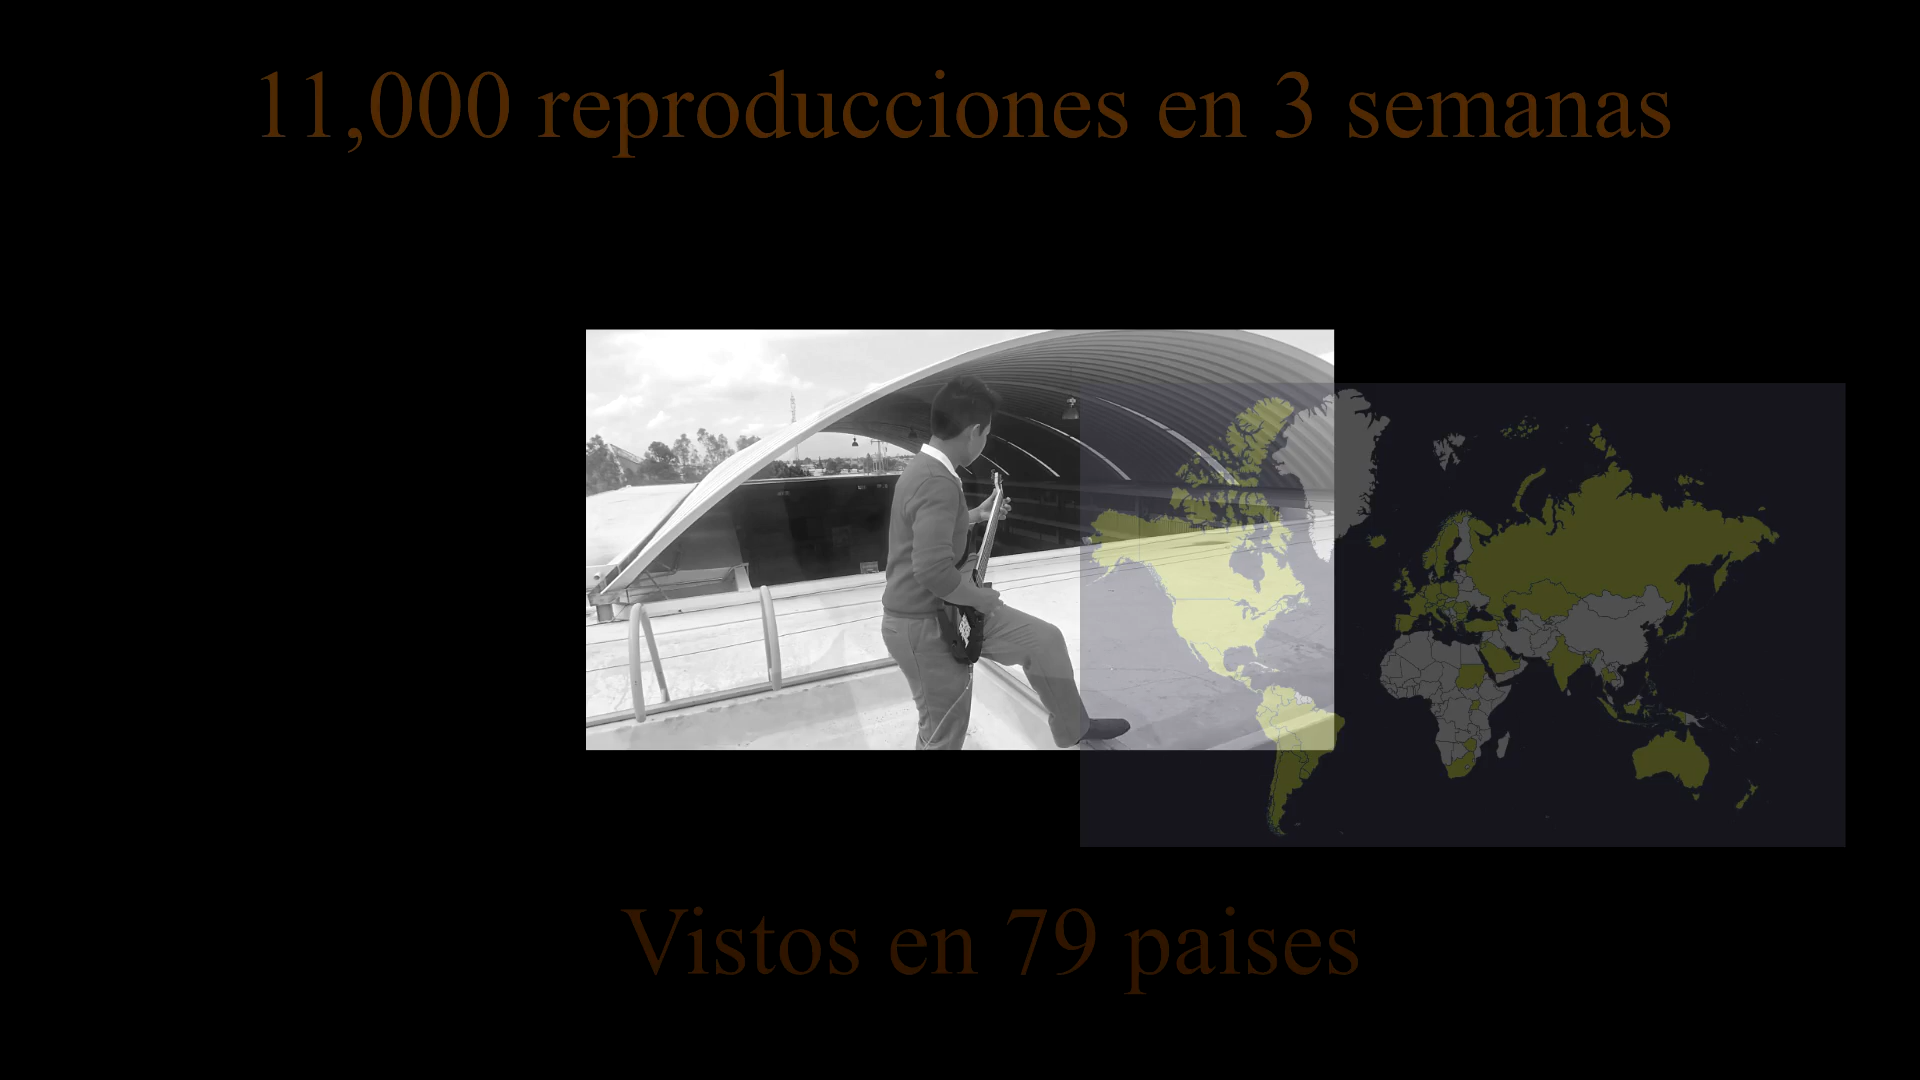 11,000 reproducciones en 3 semanas
Vistos en 79 paises